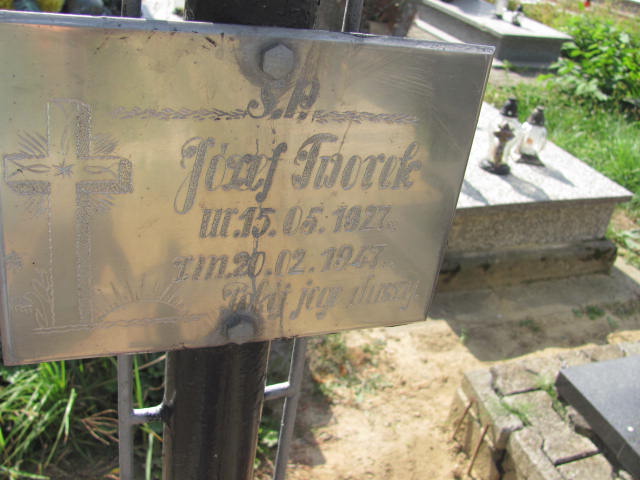 Ś.P.
Józef Tworek
ur. 15.05.1927.
zm. 20.02.1947.
Pokój jego duszy.